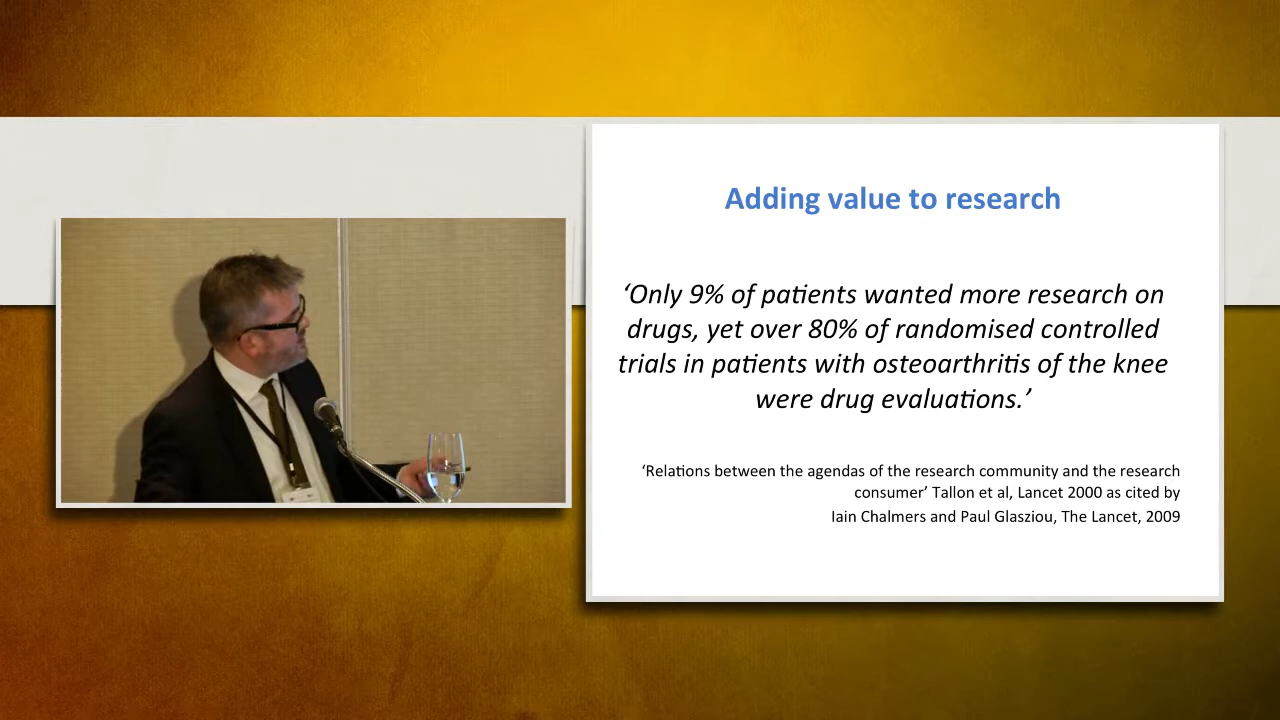 Adding value to research
‘Only 9% of patients wanted more research on
drugs, yet over 80% of randomised controlled
trials in patients with osteoarthritis of the knee
were drug evaluations.’
‘Relations between the agendas of the research community and the research
consumer’ Tallon et al, Lancet 2000 as cited by
Iain Chalmers and Paul Glasziou, The Lancet, 2009